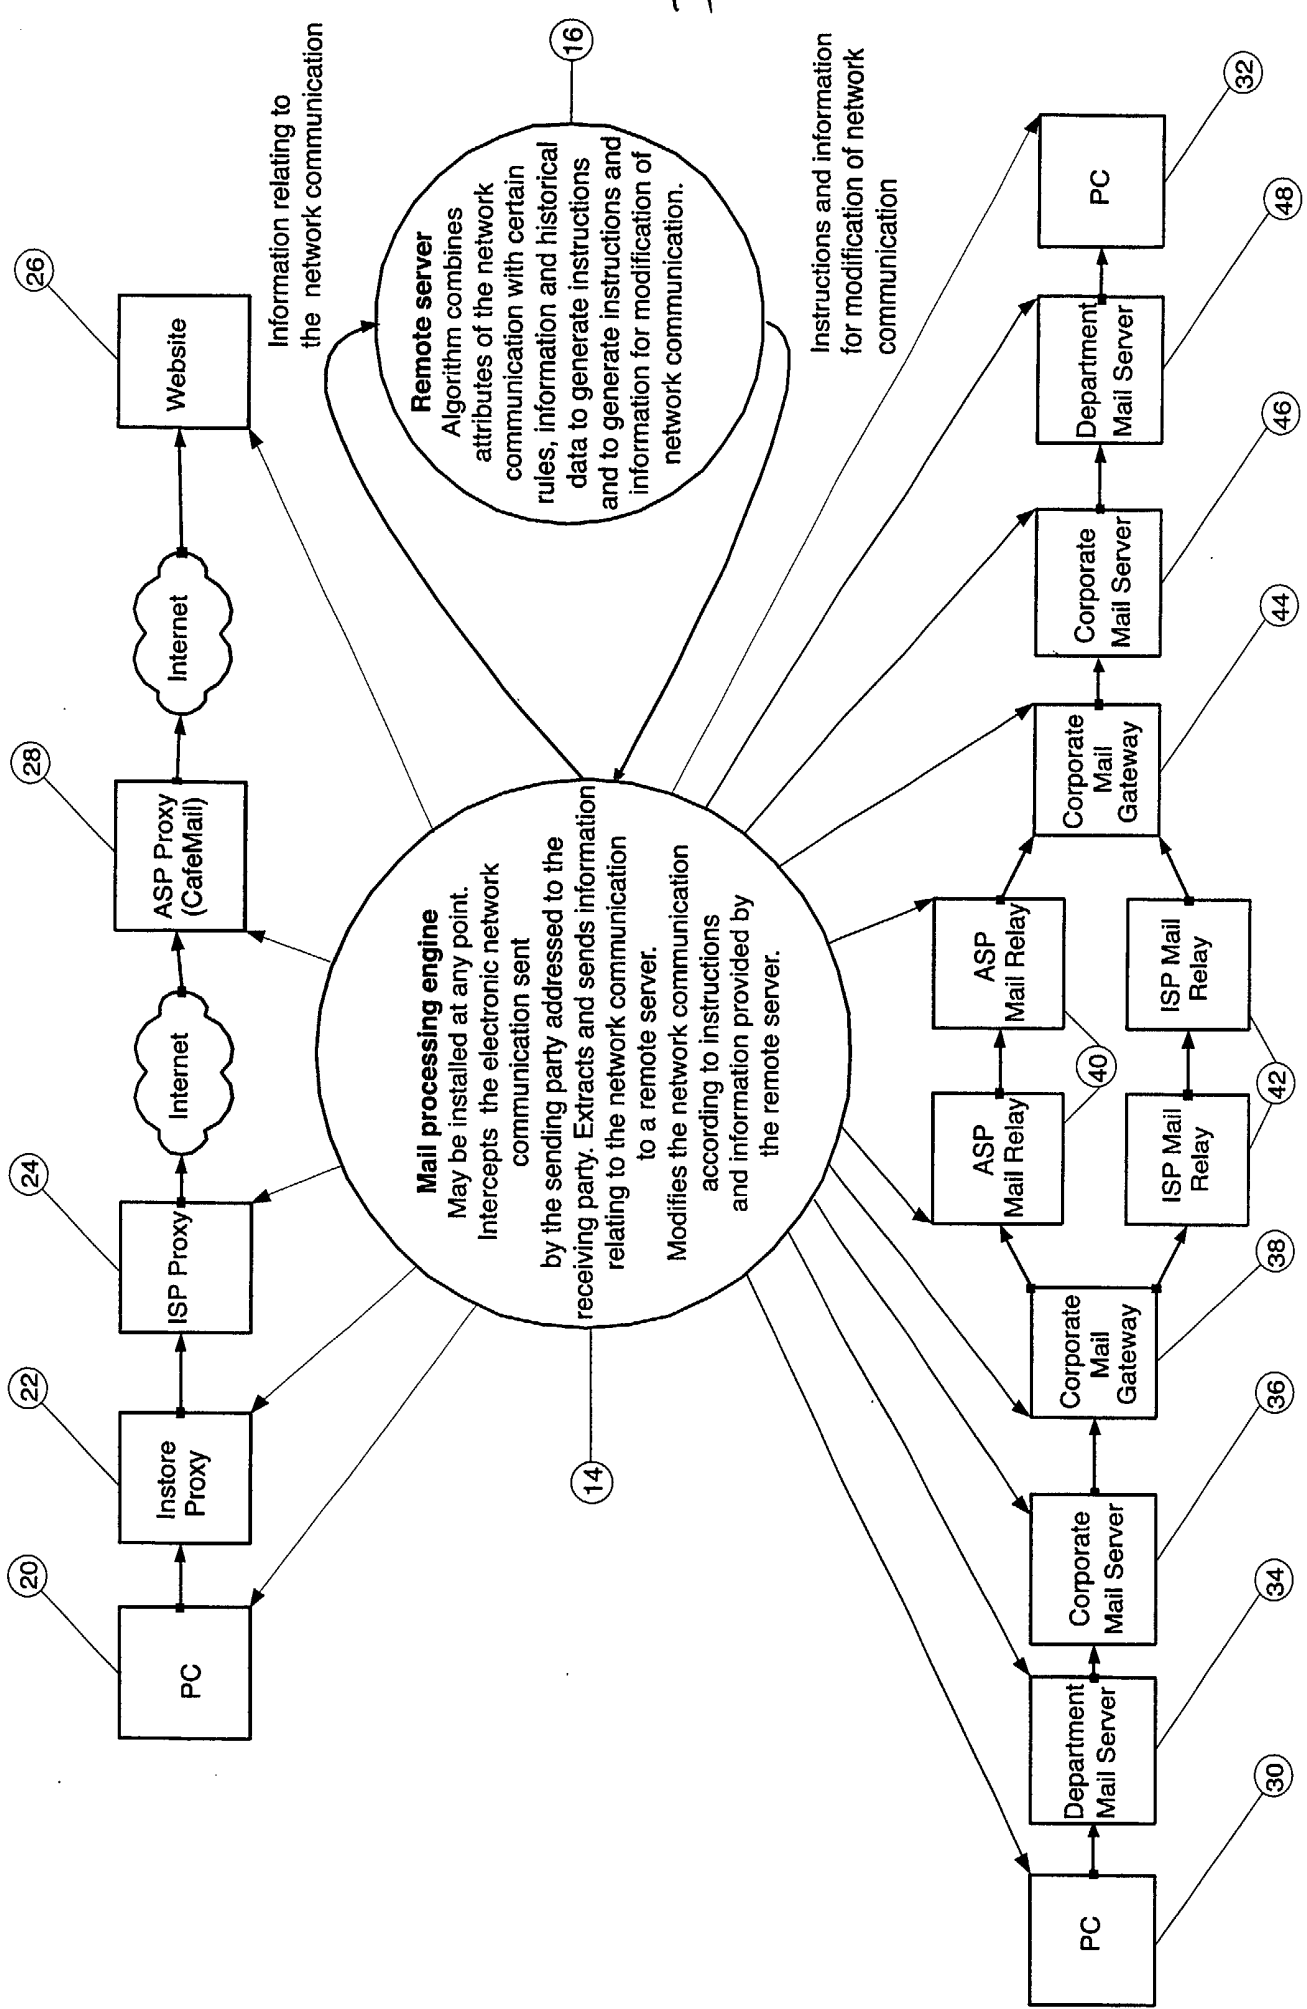 26
Website
Internet
28
ASP Proxy
(CafeMail)
Internet
24
ISP Proxy
22
Instore
Proxy
20
PC
Information relating to
the network communication
16
Remote server
Algorithm combines
attributes of the network
communication with certain
rules, information and historical
data to generate instructions
and to generate instructions and
information for modification of
network communication.
Instructions and information
for modification of network
communication
Mail processing engine
May be installed at any point.
Intercepts the electronic network
communication sent
by the sending party addressed to the
receiving party. Extracts and sends information
relating to the network communication
to a remote server.
Modifies the network communication
according to instructions
and information provided by
the remote server.
14
PC
30
Department
Mail Server
34
Corporate
Mail Server
36
Corporate
Mail
Gateway
38
ASP
Mail Relay
ASP
Mail Relay
40
ISP Mail
Relay
ISP Mail
Relay
42
Corporate
Mail
Gateway
44
Corporate
Mail Server
46
Department
Mail Server
48
PC
32